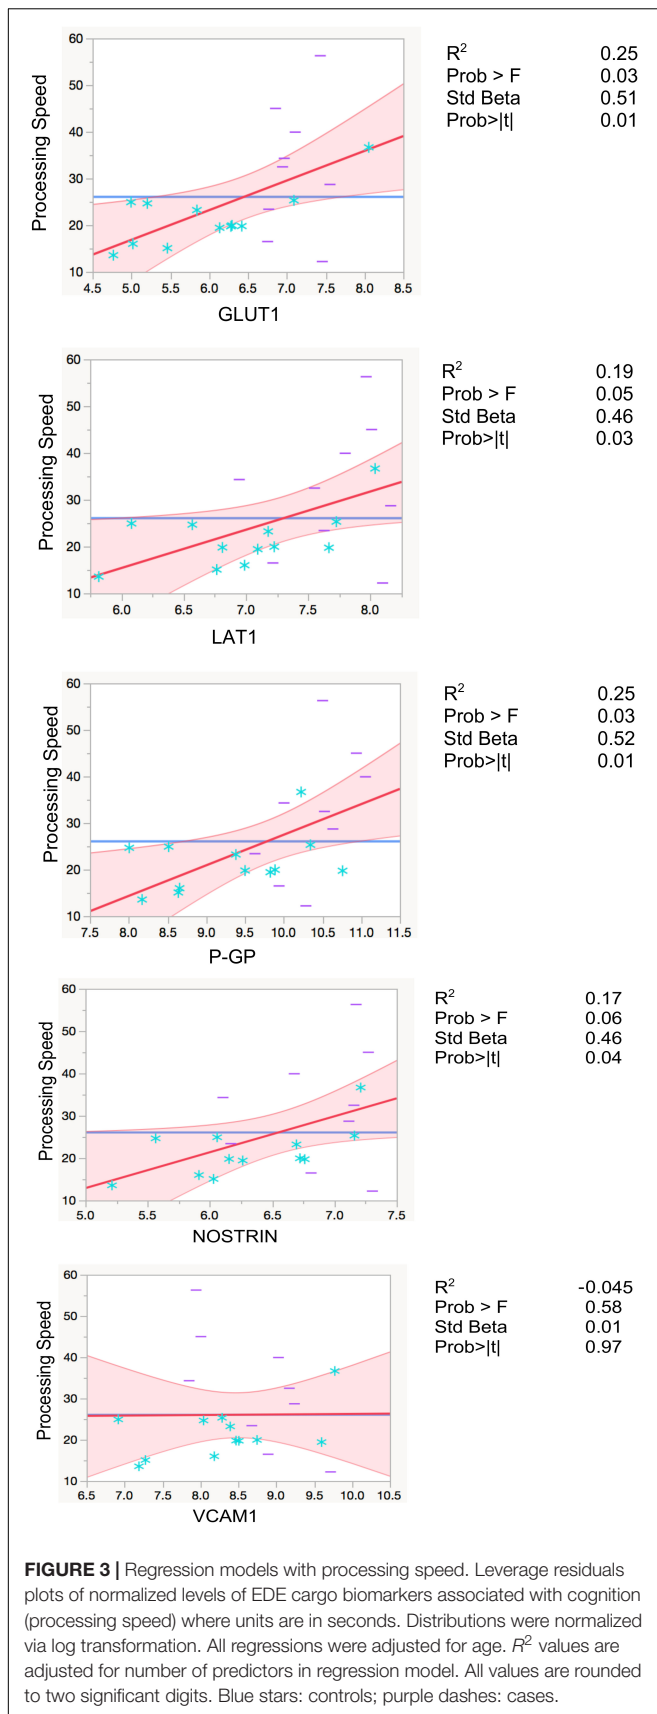 60
50
40
30
20
10
Processing Speed
4.5 5.0 5.5 6.0 6.5 7.0 7.5 8.0 8.5
GLUT1
R2 0.25
Prob > F 0.03
Std Beta 0.51
Prob>|t| 0.01
60
50
40
30
20
10
Processing Speed
6.0 6.5 7.0 7.5 8.0
LAT1
R2 0.19
Prob > F 0.05
Std Beta 0.46
Prob>|t| 0.03
60
50
40
30
20
10
Processing Speed
7.5 8.0 8.5 9.0 9.5 10.0 10.5 11.0 11.5
P-GP
R2 0.25
Prob > F 0.03
Std Beta 0.52
Prob>|t| 0.01
60
50
40
30
20
10
Processing Speed
5.0 5.5 6.0 6.5 7.0 7.5
NOSTRIN
R2 0.17
Prob > F 0.06
Std Beta 0.46
Prob>|t| 0.04
60
50
40
30
20
10
Processing Speed
6.5 7.0 7.5 8.0 8.5 9.0 9.5 10.0 10.5
VCAM1
R2 -0.045
Prob > F 0.58
Std Beta 0.01
Prob>|t| 0.97
FIGURE 3 | Regression models with processing speed. Leverage residuals
plots of normalized levels of EDE cargo biomarkers associated with cognition
(processing speed) where units are in seconds. Distributions were normalized
via log transformation. All regressions were adjusted for age. R2 values are
adjusted for number of predictors in regression model. All values are rounded
to two significant digits. Blue stars: controls; purple dashes: cases.